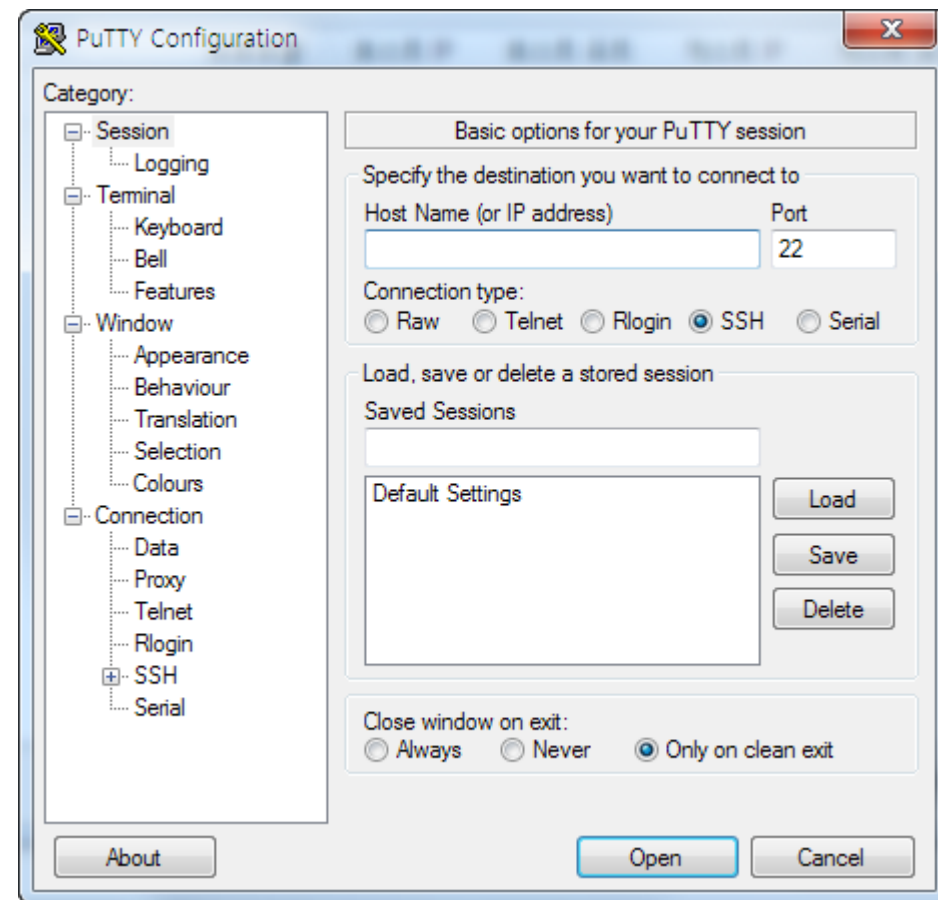 PuTTY Configuration
Category:
Session
Logging
Terminal
Keyboard
Bell
Features
Window
Appearance
Behaviour
Translation
Selection
Colours
Connection
Data
Proxy
Telnet
Rlogin
SSH
Serial
Basic options for your PuTTY session
Specify the destination you want to connect to
Host Name (or IP address) Port
22
Connection type:
Raw Telnet Rlogin SSH Serial
Load, save or delete a stored session
Saved Sessions
Default Settings
Load
Save
Delete
Close window on exit:
Always Never Only on clean exit
About Open Cancel